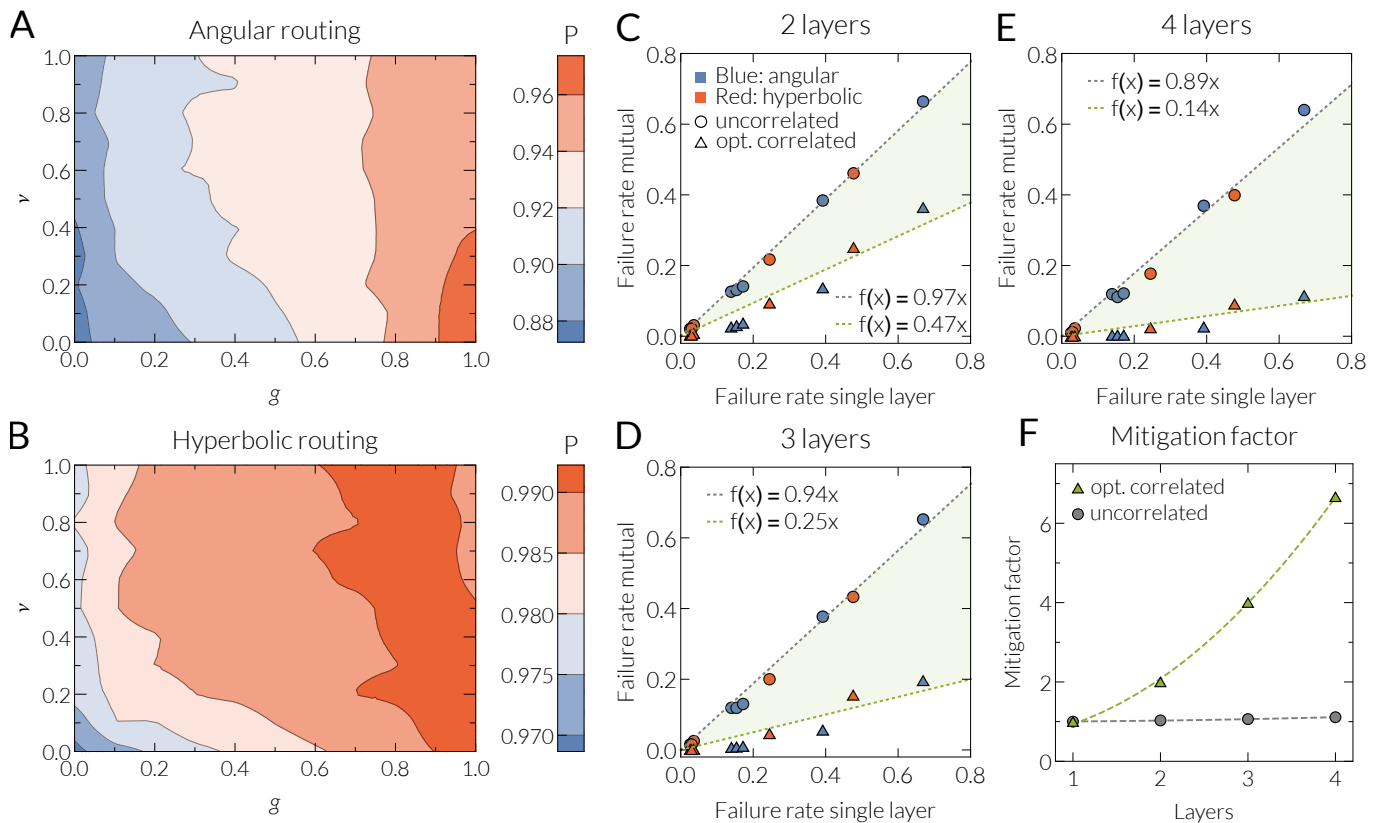 A
Angular routing
P
1.0
0.8
0.6
0.4
0.2
0.0
ν
0.0 0.2 0.4 0.6 0.8 1.0
g
0.96
0.94
0.92
0.90
0.88
B
Hyperbolic routing
P
1.0
0.8
0.6
0.4
0.2
0.0
ν
0.0 0.2 0.4 0.6 0.8 1.0
g
0.990
0.985
0.980
0.975
0.970
C
2 layers
Failure rate mutual
0.8
0.6
0.4
0.2
0.0
Blue: angular
Red: hyperbolic
uncorrelated
opt. correlated
f(x) = 0.97x
f(x) = 0.47x
0.0 0.2 0.4 0.6 0.8
Failure rate single layer
D
3 layers
Failure rate mutual
0.8
0.6
0.4
0.2
0.0
f(x) = 0.94x
f(x) = 0.25x
0.0 0.2 0.4 0.6 0.8
Failure rate single layer
E
4 layers
Failure rate mutual
0.8
0.6
0.4
0.2
0.0
f(x) = 0.89x
f(x) = 0.14x
0.0 0.2 0.4 0.6 0.8
Failure rate single layer
F
Mitigation factor
Mitigation factor
6
4
2
0
opt. correlated
uncorrelated
1 2 3 4
Layers